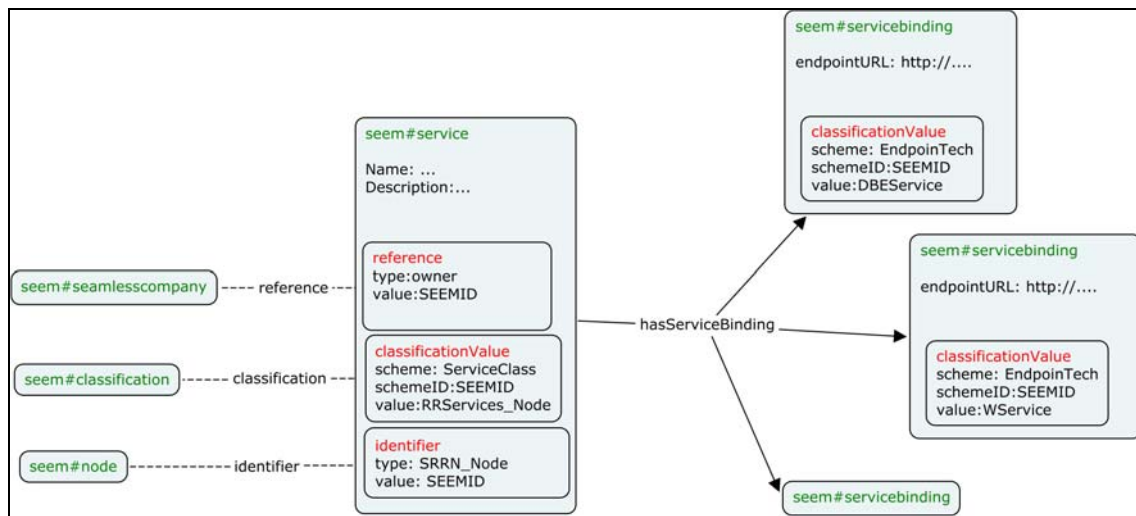 seem#servicebinding
endpointURL: http://....
classificationValue
scheme: EndpoinTech
schemeID:SEEMID
value:DBEService
seem#service
Name: ...
Description:...
reference
type:owner
value:SEEMID
classificationValue
scheme: ServiceClass
schemeID:SEEMID
value:RRServices_Node
identifier
type: SRRN_Node
value: SEEMID
seem#seamlesscompany
reference
seem#classification
classification
seem#node
identifier
hasServiceBinding
seem#servicebinding
endpointURL: http://....
classificationValue
scheme: EndpoinTech
schemeID:SEEMID
value:WService
seem#servicebinding